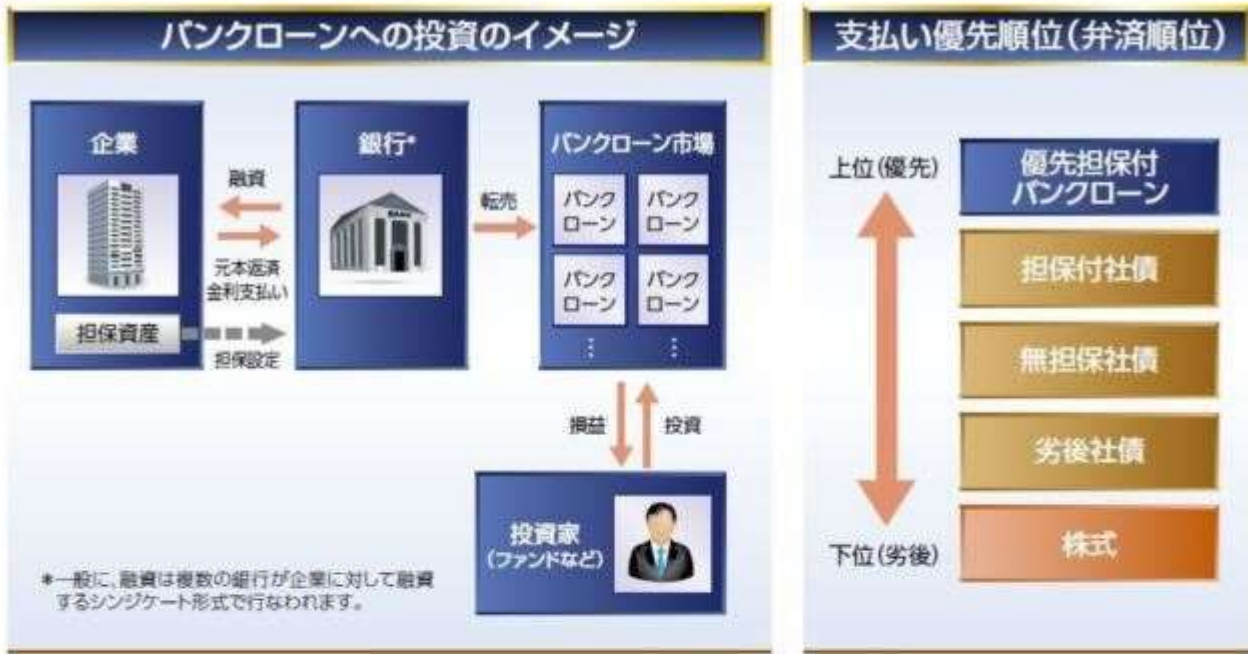 バンクローンへの投資のイメージ
企業
融資
元本返済
金利支払い
担保資産
担保設定
銀行*
BANK
転売
バンクローン市場
バンク
ローン
バンク
ローン
バンク
ローン
バンク
ローン
⋮ ⋮
損益
投資
投資家
(ファンドなど)
*一般に、融資は複数の銀行が企業に対して融資
するシンジケート形式で行なわれます。
支払い優先順位(弁済順位)
上位(優先)
下位(劣後)
優先担保付
バンクローン
担保付社債
無担保社債
劣後社債
株式